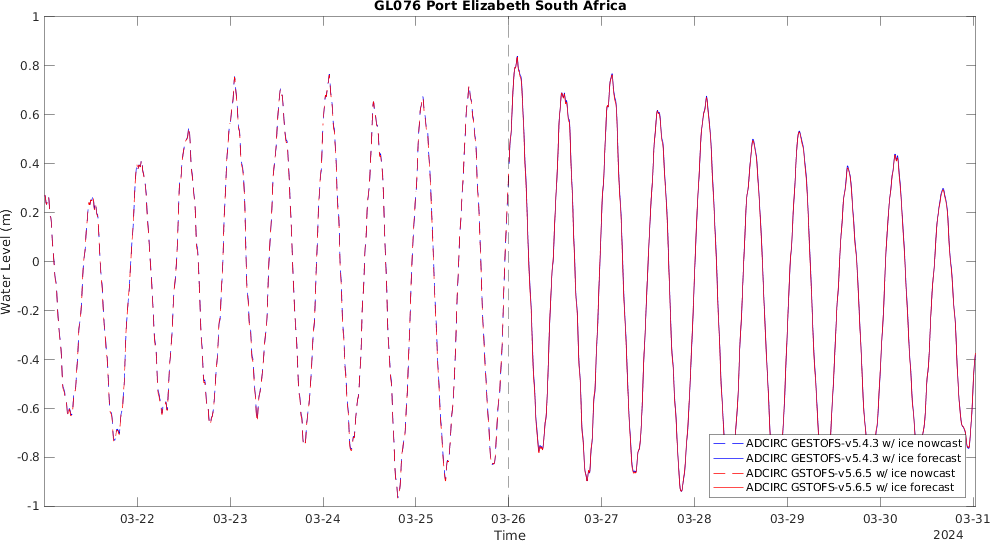 GL076 Port Elizabeth South Africa
1
0.8
0.6
0.4
0.2
0
-0.2
-0.4
-0.6
-0.8
-1
Water Level (m)
ADCIRC GESTOFS-v5.4.3 w/ ice nowcast
ADCIRC GESTOFS-v5.4.3 w/ ice forecast
ADCIRC GSTOFS-v5.6.5 w/ ice nowcast
ADCIRC GSTOFS-v5.6.5 w/ ice forecast
03-22 03-23 03-24 03-25 03-26 03-27 03-28 03-29 03-30 03-31
Time
2024